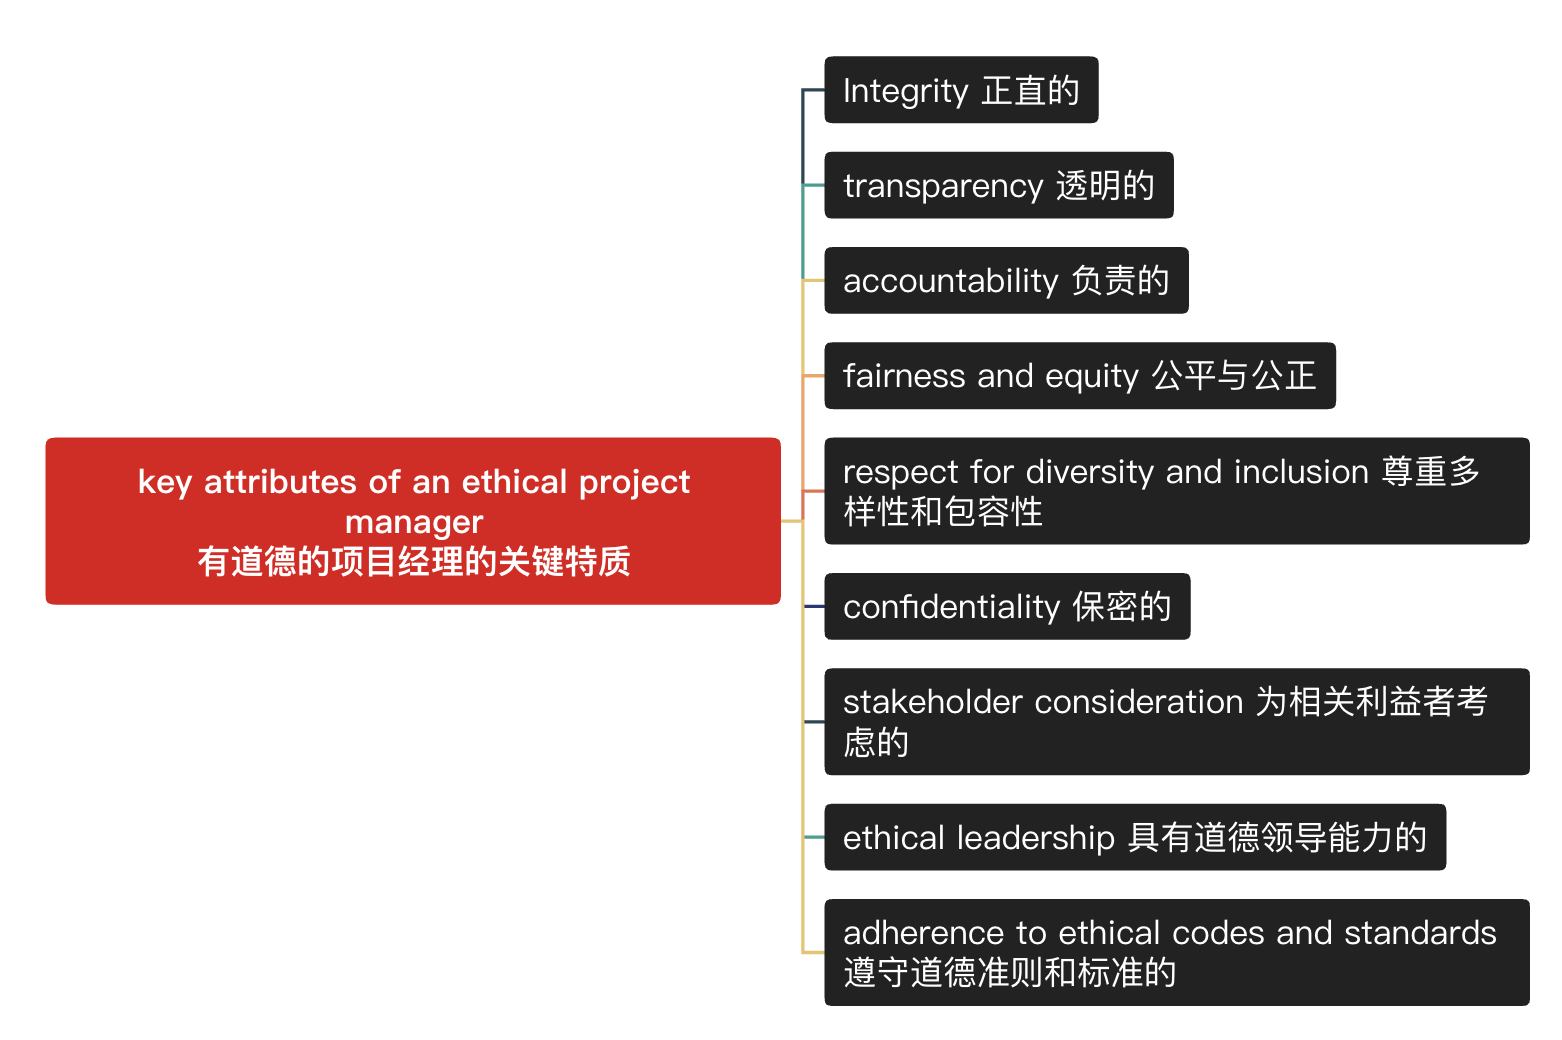 Integrity 正直的
transparency 透明的
accountability 负责的
fairness and equity 公平与公正
key attributes of an ethical project
manager
有道德的项目经理的关键特质
respect for diversity and inclusion 尊重多
样性和包容性
confidentiality 保密的
stakeholder consideration 为相关利益者考
虑的
ethical leadership 具有道德领导能力的
adherence to ethical codes and standards
遵守道德准则和标准的